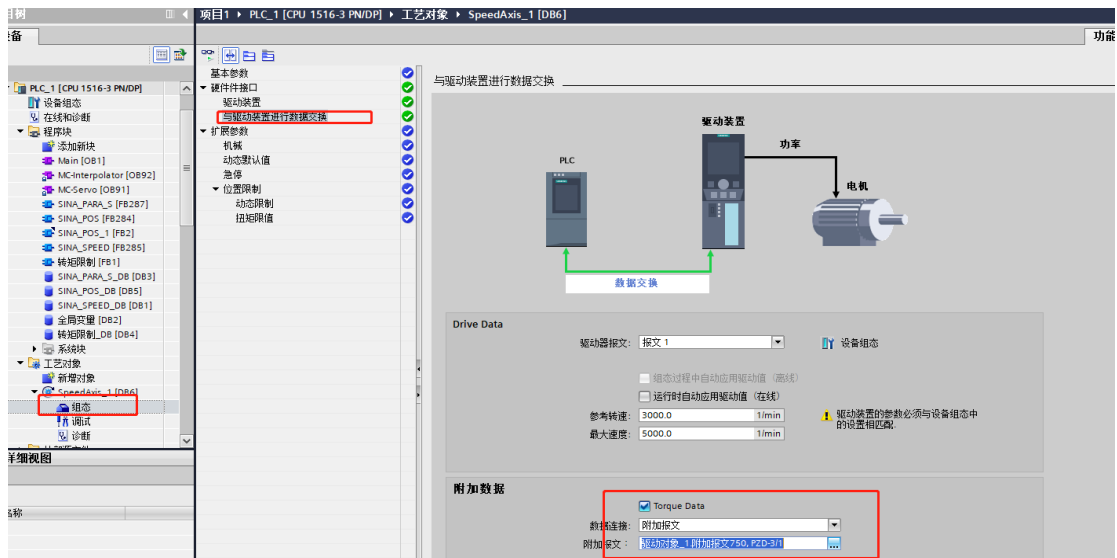 项目1 ▸ PLC_1 [CPU 1516-3 PN/DP] ▸ 工艺对象 ▸ SpeedAxis_1 [DB6]
功能
PLC_1 [CPU 1516-3 PN/DP]
设备组态
在线和诊断
程序块
添加新块
Main [OB1]
MC-Interpolator [OB92]
MC-Servo [OB91]
SINA_PARA_S [FB287]
SINA_POS [FB284]
SINA_POS_1 [FB2]
SINA_SPEED [FB285]
转矩限制 [FB1]
SINA_PARA_S_DB [DB3]
SINA_POS_DB [DB5]
SINA_SPEED_DB [DB1]
全局变量 [DB2]
转矩限制_DB [DB4]
系统块
工艺对象
新增对象
SpeedAxis_1 [DB6]
组态
调试
诊断
详细视图
名称
基本参数
硬件件接口
驱动装置
与驱动装置进行数据交换
扩展参数
机械
动态默认值
急停
位置限制
动态限制
扭矩限值
与驱动装置进行数据交换
驱动装置
功率
PLC
电机
数据交换
Drive Data
驱动器报文: 报文 1
设备组态
组态过程中自动应用驱动值（离线）
运行时自动应用驱动值（在线）
参考转速: 3000.0 1/min
驱动装置的参数必须与设备组态中
的设置相匹配.
最大速度: 5000.0 1/min
附加数据
Torque Data
数据连接: 附加报文
附加报文: 驱动对象_1.附加报文750, PZD-3/1